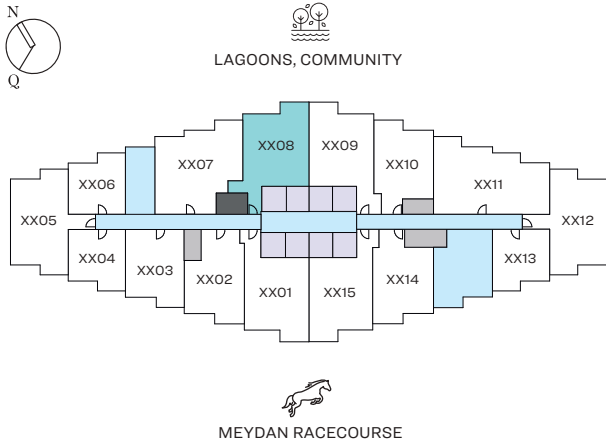 N
Q
LAGOONS, COMMUNITY
XX08
XX09
XX07
XX10
XX06
XX11
XX05
XX12
XX04
XX03
XX02
XX01
XX15
XX14
XX13
MEYDAN RACECOURSE